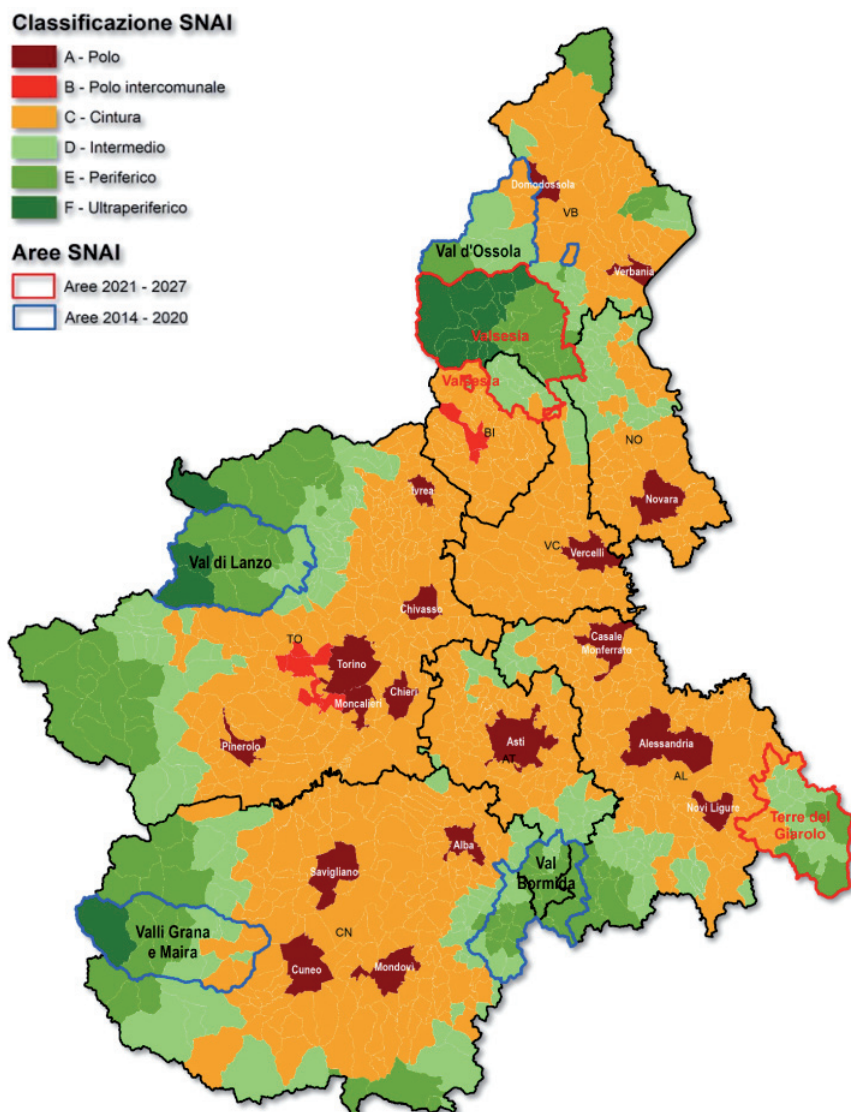 Classificazione SNAI
A - Polo
B - Polo intercomunale
C - Cintura
D - Intermedio
E - Periferico
F - Ultraperiferico
Aree SNAI
Aree 2021 - 2027
Aree 2014 - 2020
Domodossola
VB
Val d'Ossola
Verbania
Valsesia
Valsesia
BI
NO
Ivrea
Novara
VC
Vercelli
Val di Lanzo
Chivasso
TO
Casale
Monferrato
Torino
Chieri
Moncalieri
Pinerolo
Asti
AT
Alessandria
AL
Novi Ligure
Terre del
Giarolo
Alba
Savigliano
Val
Bormida
Valli Grana
e Maira
CN
Cuneo
Mondovì